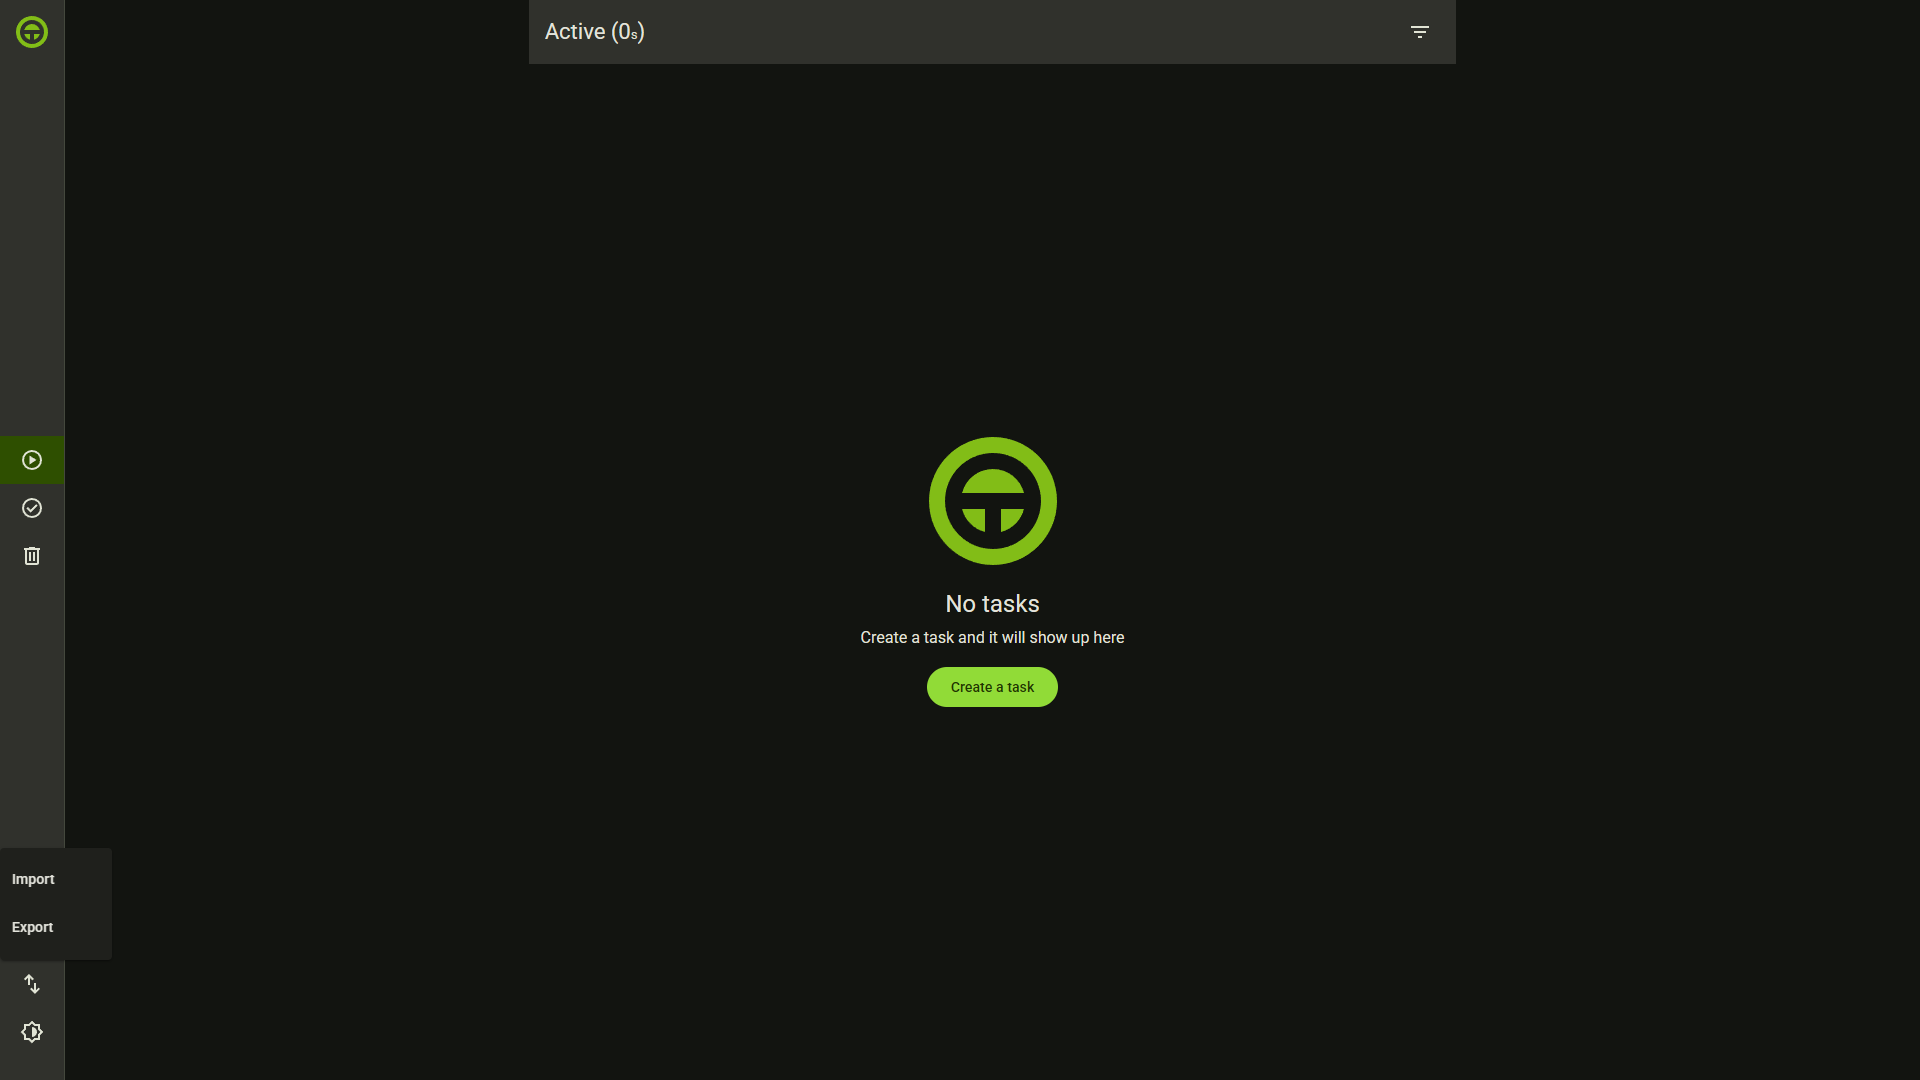 Active (0s)
No tasks
Create a task and it will show up here
Create a task
Import
Export